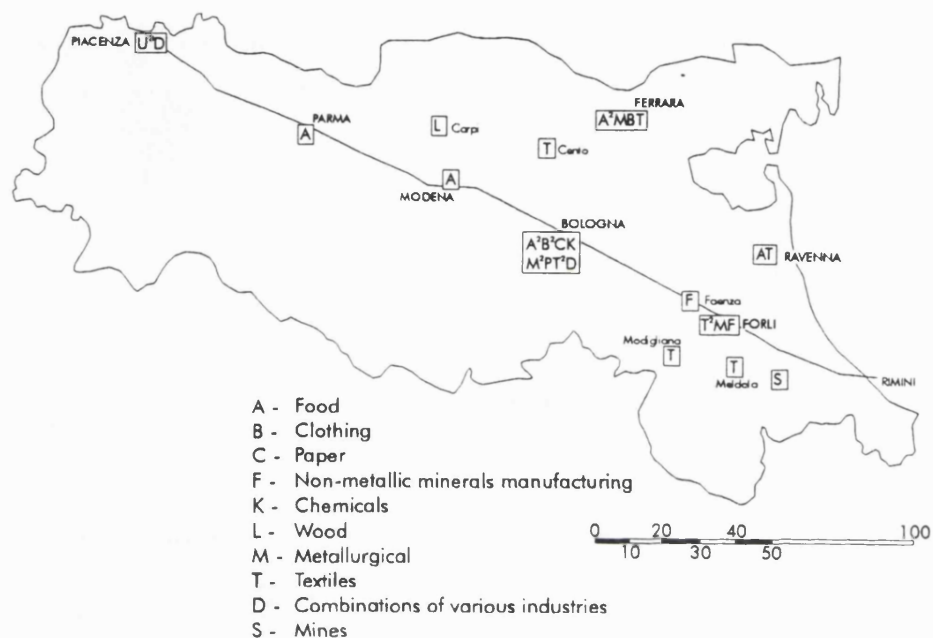 PIACENZA U²D
PARMA
A
L Carpi
FERRARA
A²MBT
T Cento
MODENA
A
BOLOGNA
A²B²CK
M²PT²D
AT RAVENNA
F Faenza
T²MF FORLI
Modigliana
T
T
Meldola
S
RIMINI
A - Food
B - Clothing
C - Paper
F - Non-metallic minerals manufacturing
K - Chemicals
L - Wood
M - Metallurgical
T - Textiles
D - Combinations of various industries
S - Mines
0 20 40 100
10 30 50